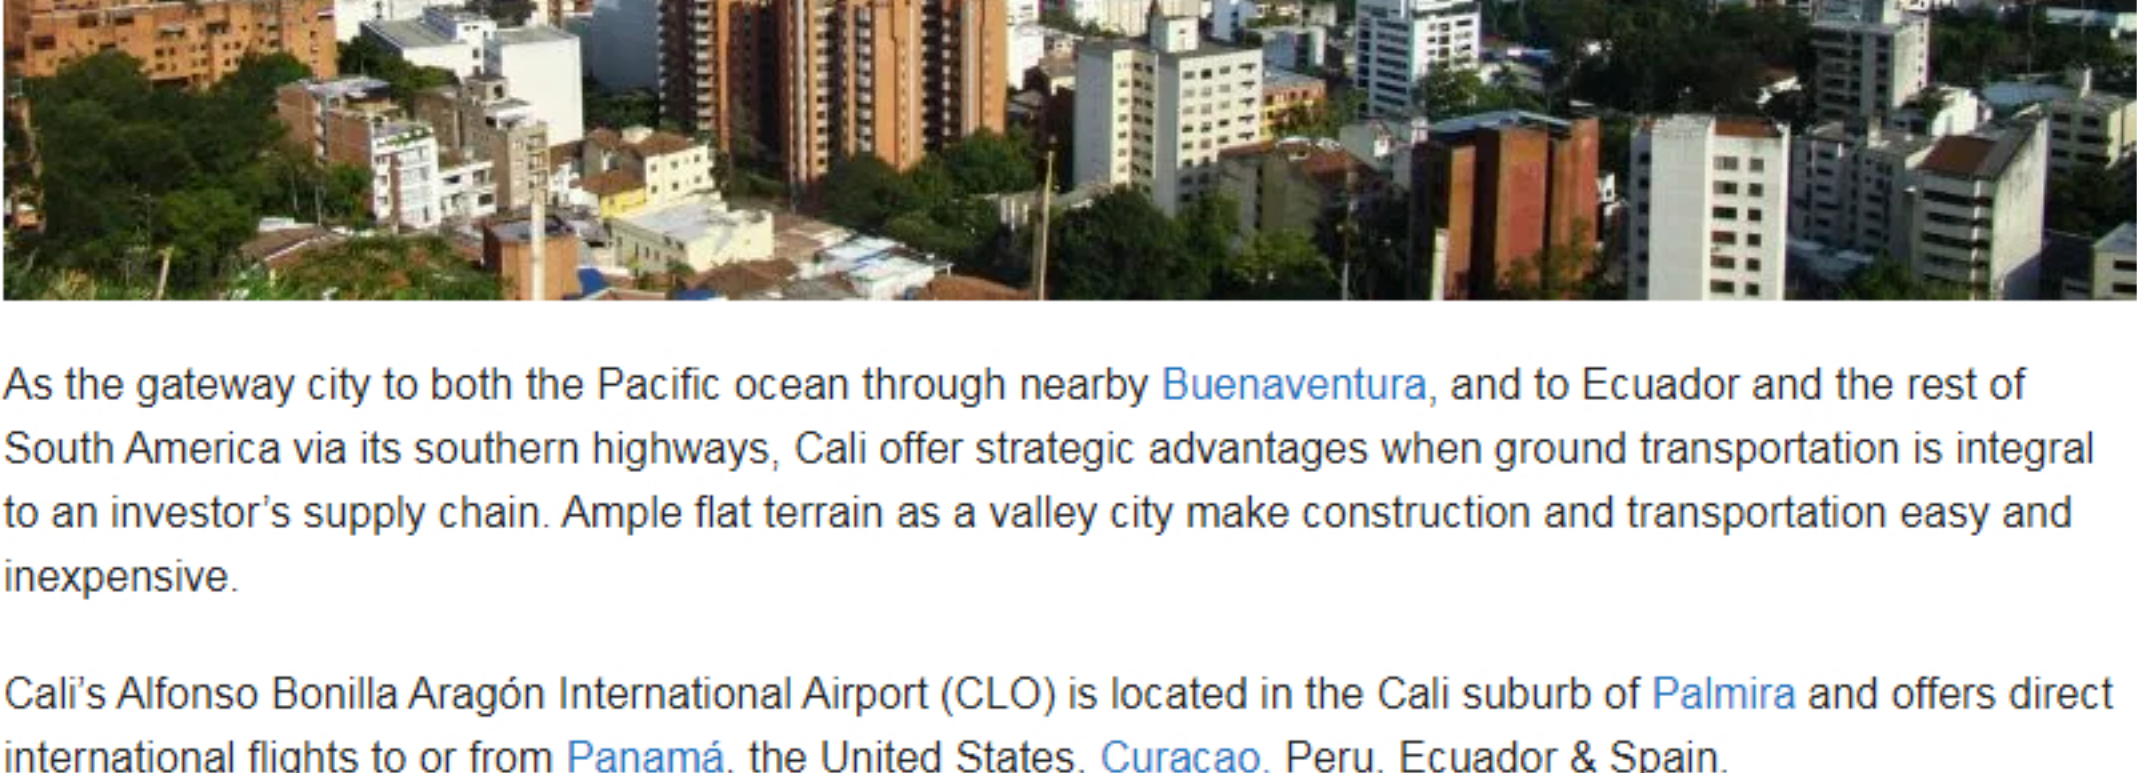 As the gateway city to both the Pacific ocean through nearby Buenaventura, and to Ecuador and the rest of
South America via its southern highways, Cali offer strategic advantages when ground transportation is integral
to an investor’s supply chain. Ample flat terrain as a valley city make construction and transportation easy and
inexpensive.
Cali’s Alfonso Bonilla Aragón International Airport (CLO) is located in the Cali suburb of Palmira and offers direct
international flights to or from Panamá, the United States, Curacao, Peru, Ecuador & Spain.